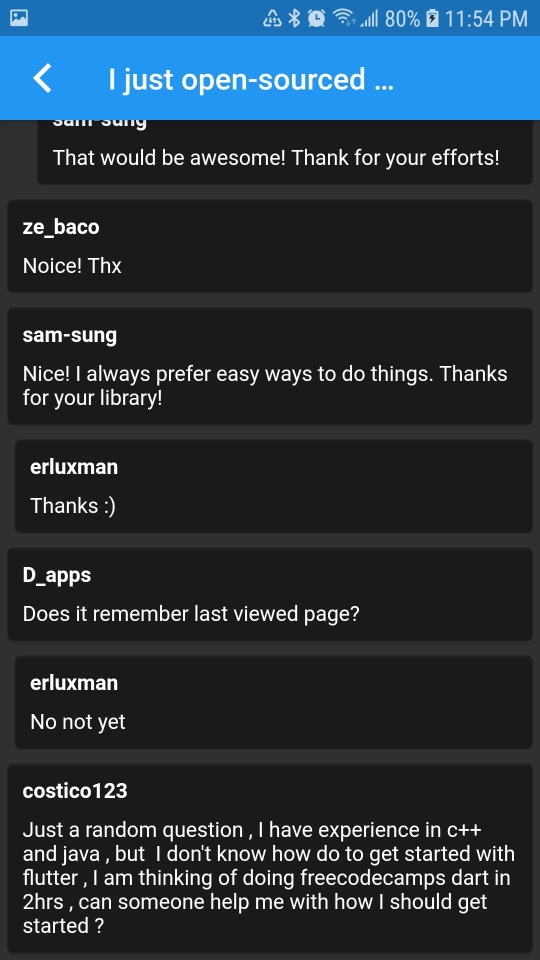 80% 11:54 PM
I just open-sourced ...
sam-sung
That would be awesome! Thank for your efforts!
ze_baco
Noice! Thx
sam-sung
Nice! I always prefer easy ways to do things. Thanks
for your library!
erluxman
Thanks :)
D_apps
Does it remember last viewed page?
erluxman
No not yet
costico123
Just a random question , I have experience in c++
and java , but  I don't know how do to get started with
flutter , I am thinking of doing freecodecamps dart in
2hrs , can someone help me with how I should get
started ?